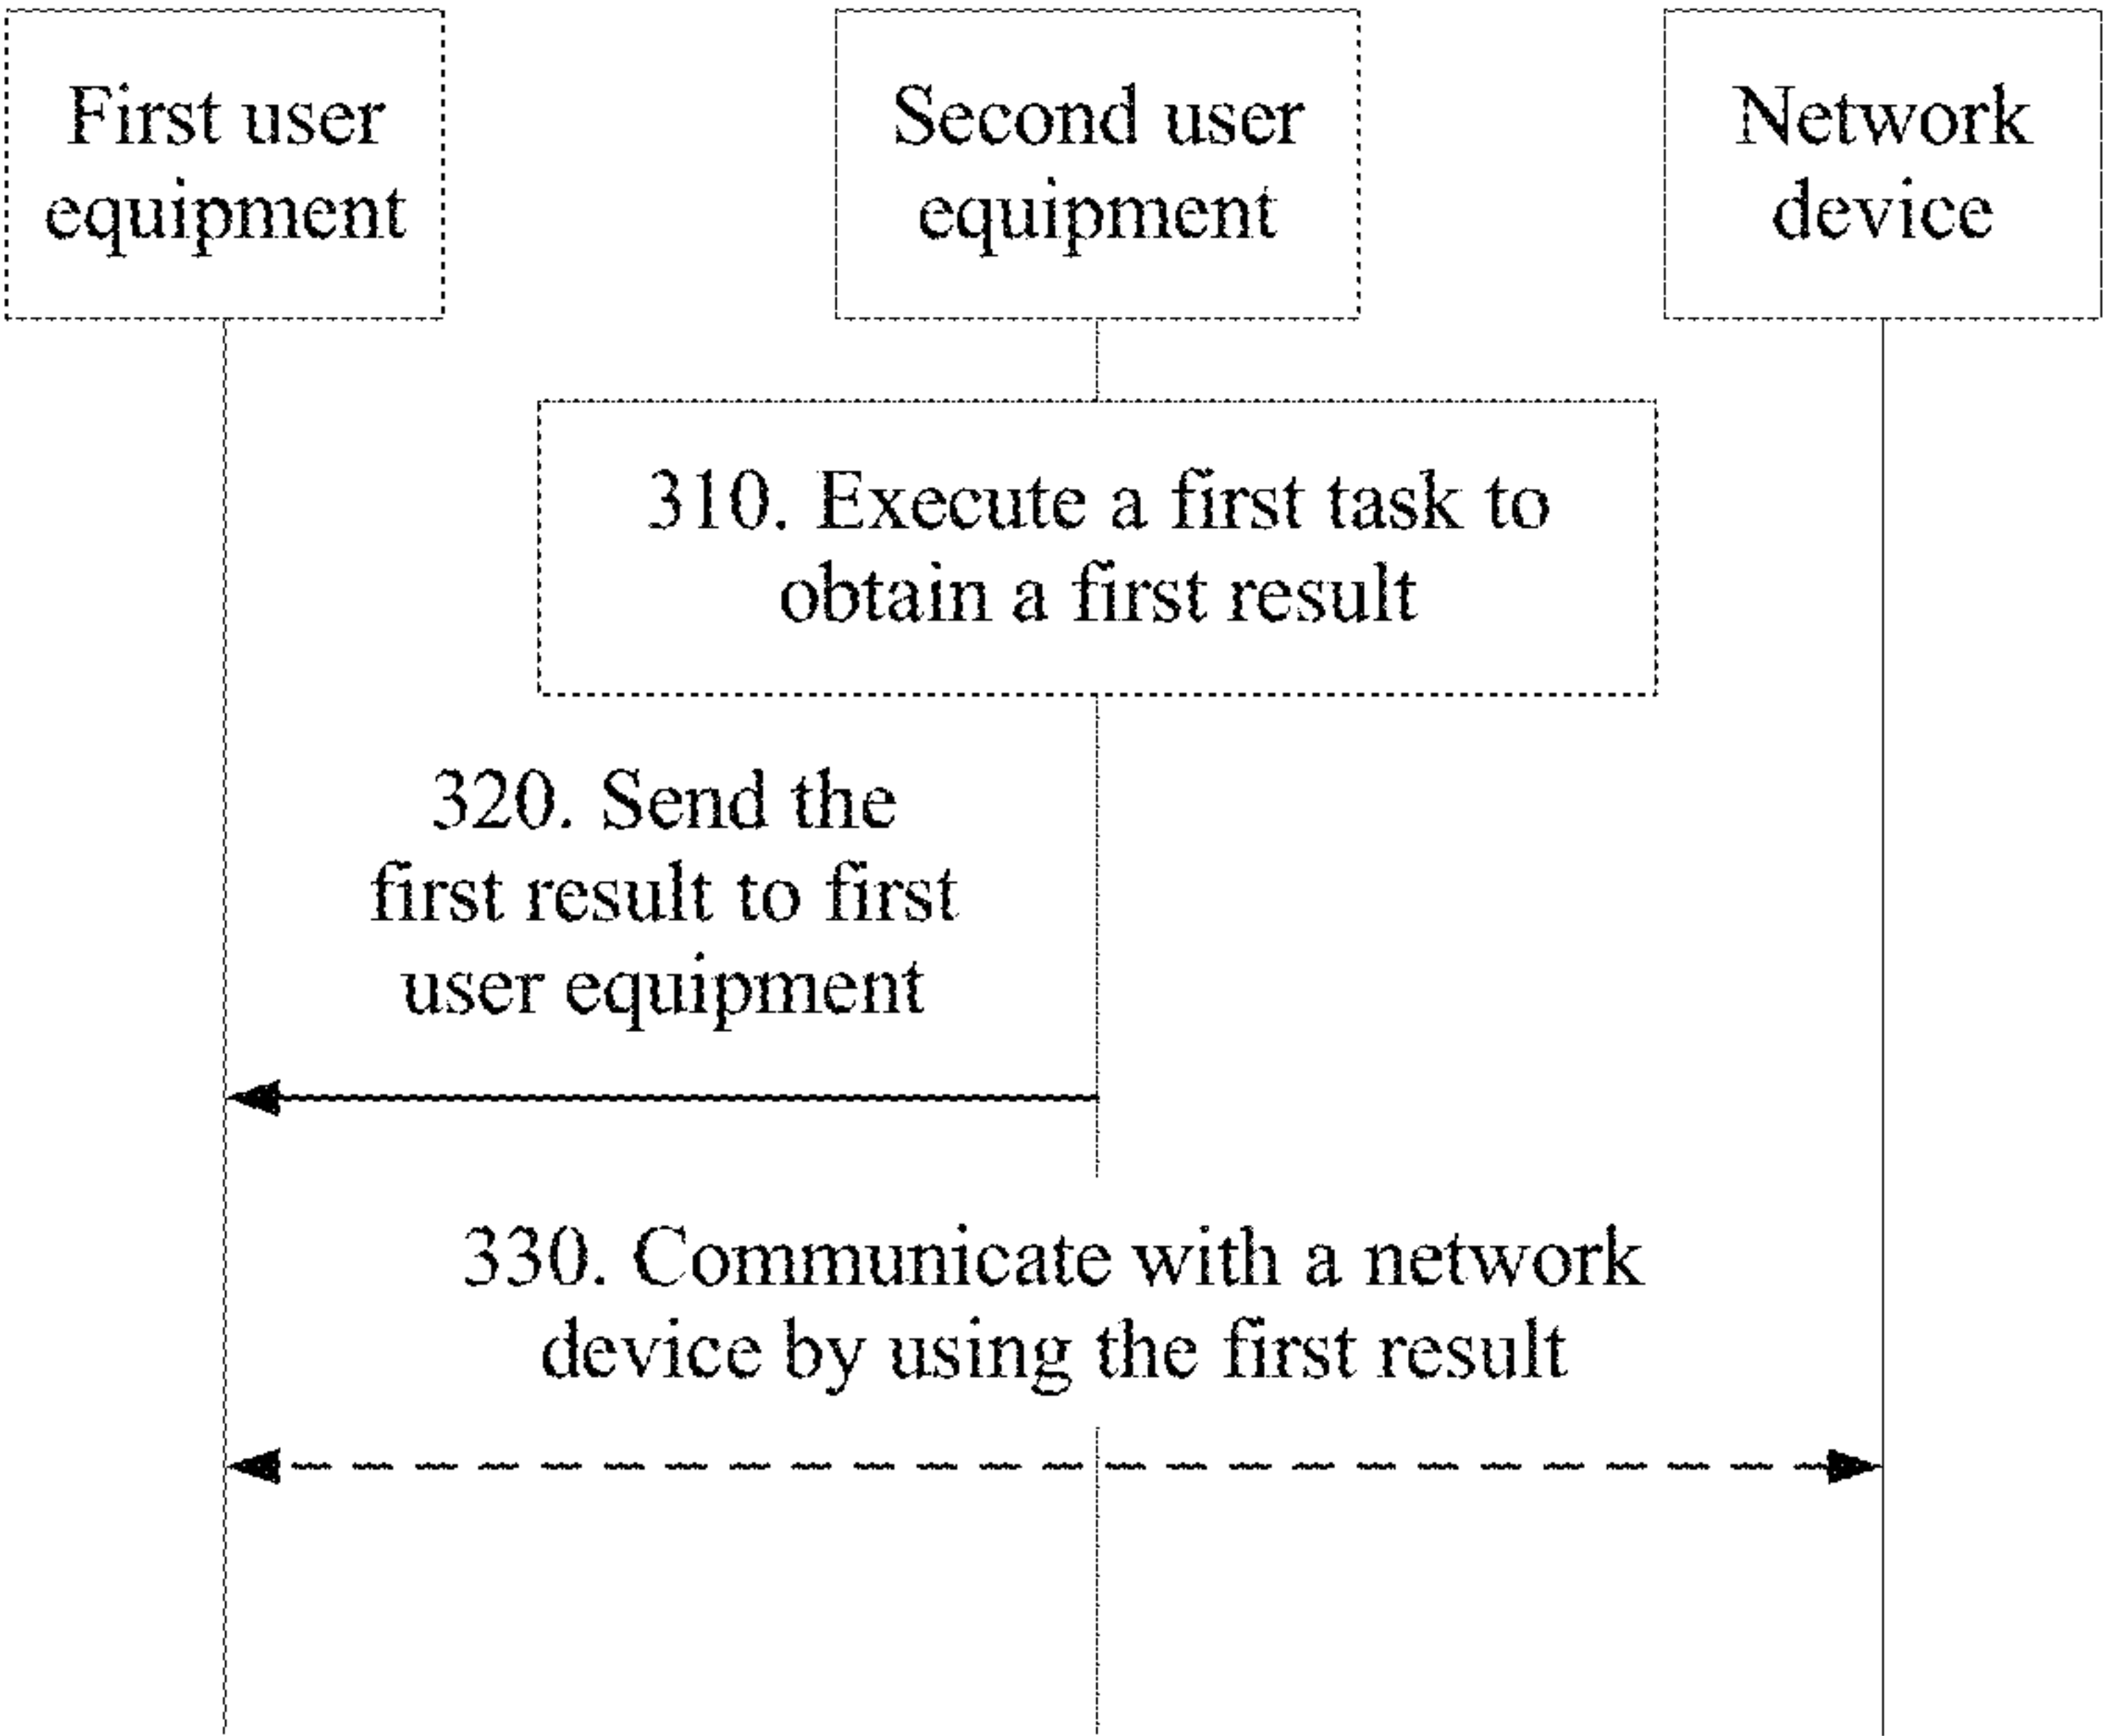 First user
equipment
Second user
equipment
Network
device
310. Execute a first task to
obtain a first result
320. Send the
first result to first
user equipment
330. Communicate with a network
device by using the first result